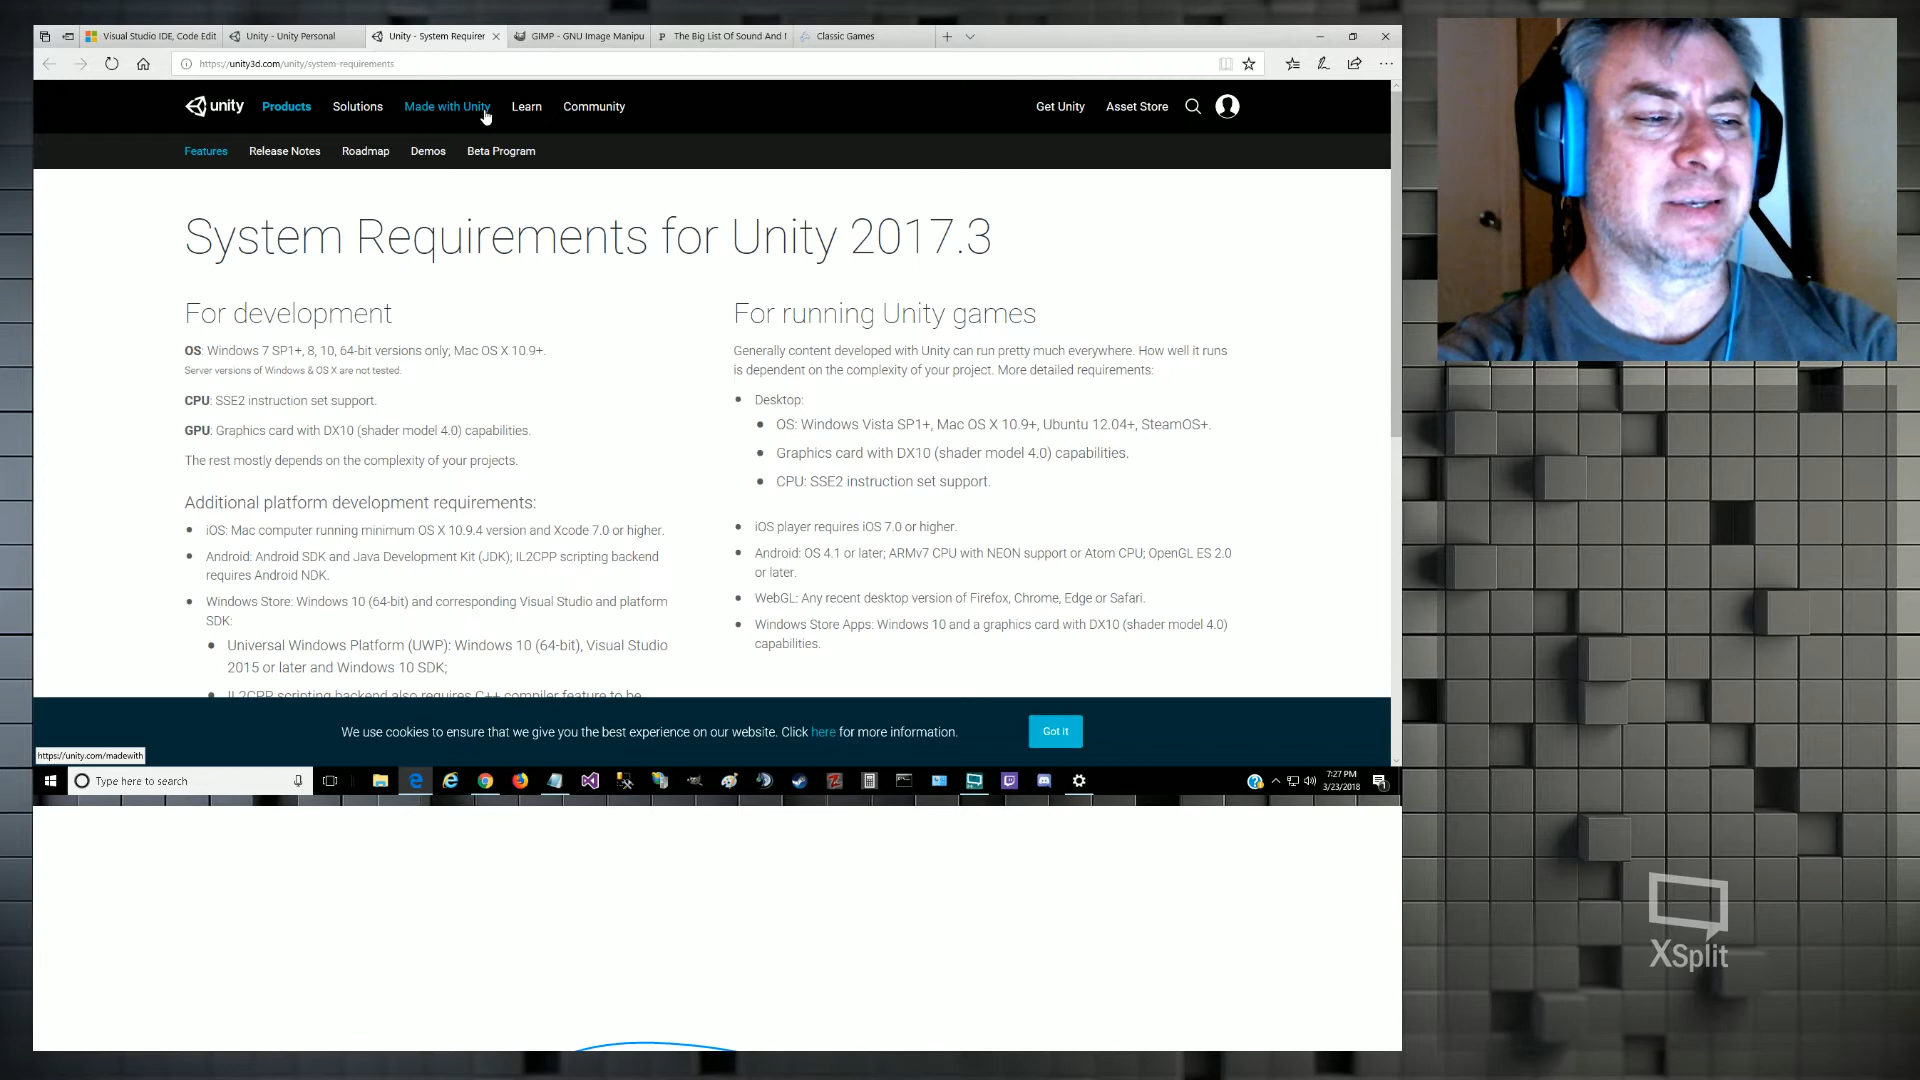 Visual Studio IDE, Code Edit
Unity - Unity Personal
Unity - System Requirer
GIMP - GNU Image Manipu
The Big List Of Sound And
Classic Games
https://unity3d.com/unity/system-requirements
unity
Products
Solutions
Made with Unity
Learn
Community
Get Unity
Asset Store
Features
Release Notes
Roadmap
Demos
Beta Program
System Requirements for Unity 2017.3
For development
OS: Windows 7 SP1+, 8, 10, 64-bit versions only; Mac OS X 10.9+.
Server versions of Windows & OS X are not tested.
CPU: SSE2 instruction set support.
GPU: Graphics card with DX10 (shader model 4.0) capabilities.
The rest mostly depends on the complexity of your projects.
Additional platform development requirements:
iOS: Mac computer running minimum OS X 10.9.4 version and Xcode 7.0 or higher.
Android: Android SDK and Java Development Kit (JDK); IL2CPP scripting backend
requires Android NDK.
Windows Store: Windows 10 (64-bit) and corresponding Visual Studio and platform
SDK:
Universal Windows Platform (UWP): Windows 10 (64-bit), Visual Studio
2015 or later and Windows 10 SDK;
IL2CPP scripting backend also requires C++ compiler feature to be
For running Unity games
Generally content developed with Unity can run pretty much everywhere. How well it runs
is dependent on the complexity of your project. More detailed requirements:
Desktop:
OS: Windows Vista SP1+, Mac OS X 10.9+, Ubuntu 12.04+, SteamOS+.
Graphics card with DX10 (shader model 4.0) capabilities.
CPU: SSE2 instruction set support.
iOS player requires iOS 7.0 or higher.
Android: OS 4.1 or later; ARMv7 CPU with NEON support or Atom CPU; OpenGL ES 2.0
or later.
WebGL: Any recent desktop version of Firefox, Chrome, Edge or Safari.
Windows Store Apps: Windows 10 and a graphics card with DX10 (shader model 4.0)
capabilities.
We use cookies to ensure that we give you the best experience on our website. Click here for more information.
Got it
https://unity.com/madewith
Type here to search
7:27 PM
3/23/2018
XSplit